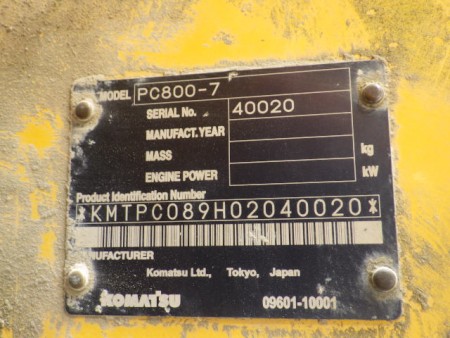 MODEL PC800-7
SERIAL No. 40020
MANUFACT. YEAR
MASS kg
ENGINE POWER kW
Product Identification Number
*KMTPC089H02040020*
MANUFACTURER
Komatsu Ltd., Tokyo, Japan
KOMATSU 09601-10001